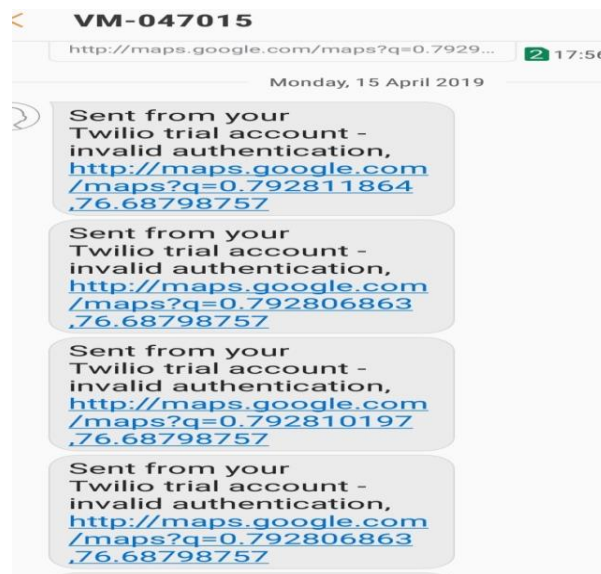 VM-047015
http://maps.google.com/maps?q=0.7929...
2 17:56
Monday, 15 April 2019
Sent from your
Twilio trial account -
invalid authentication,
http://maps.google.com
/maps?q=0.792811864
,76.68798757
Sent from your
Twilio trial account -
invalid authentication,
http://maps.google.com
/maps?q=0.792806863
,76.68798757
Sent from your
Twilio trial account -
invalid authentication,
http://maps.google.com
/maps?q=0.792810197
,76.68798757
Sent from your
Twilio trial account -
invalid authentication,
http://maps.google.com
/maps?q=0.792806863
,76.68798757